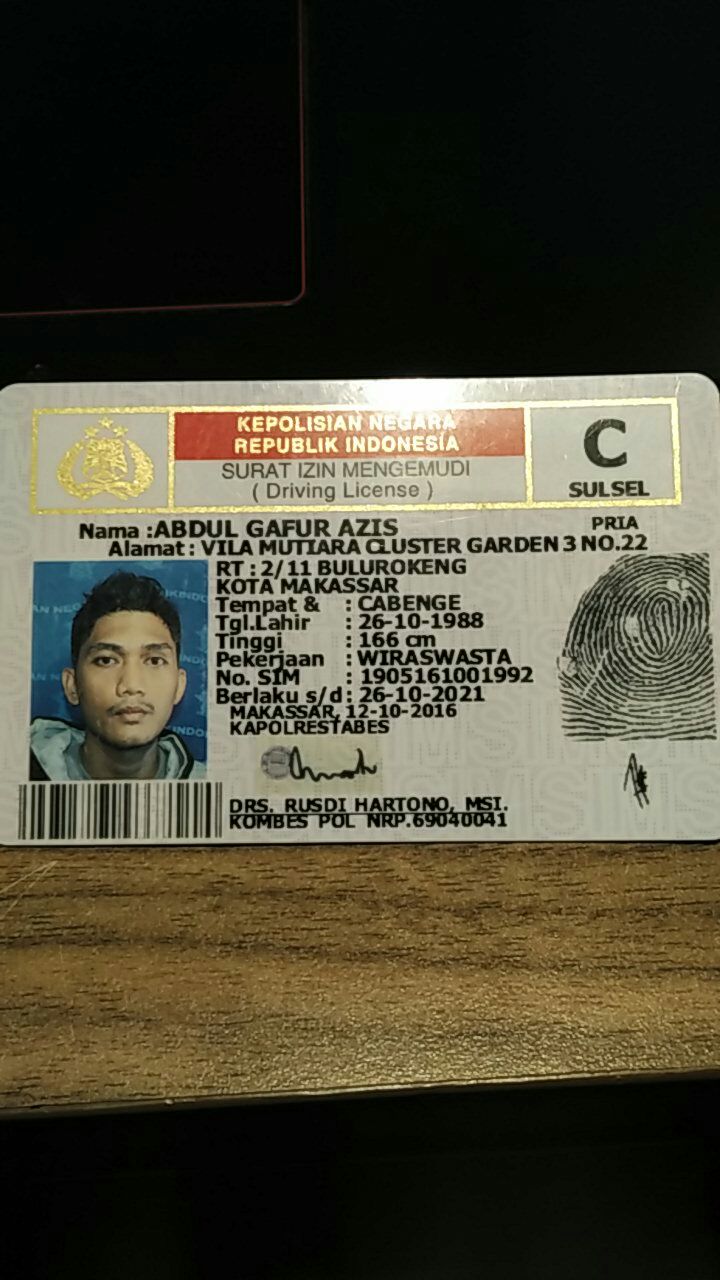 KEPOLISIAN NEGARA
REPUBLIK INDONESIA
SURAT IZIN MENGEMUDI
( Driving License )
C
SULSEL
Nama :ABDUL GAFUR AZIS
PRIA
Alamat : VILA MUTIARA CLUSTER GARDEN 3 NO.22
RT : 2/11 BULUROKENG
KOTA MAKASSAR
Tempat & : CABENGE
Tgl.Lahir : 26-10-1988
Tinggi : 166 cm
Pekerjaan : WIRASWASTA
No. SIM : 1905161001992
Berlaku s/d : 26-10-2021
MAKASSAR, 12-10-2016
KAPOLRESTABES
DRS. RUSDI HARTONO, MSI.
KOMBES POL NRP.69040041